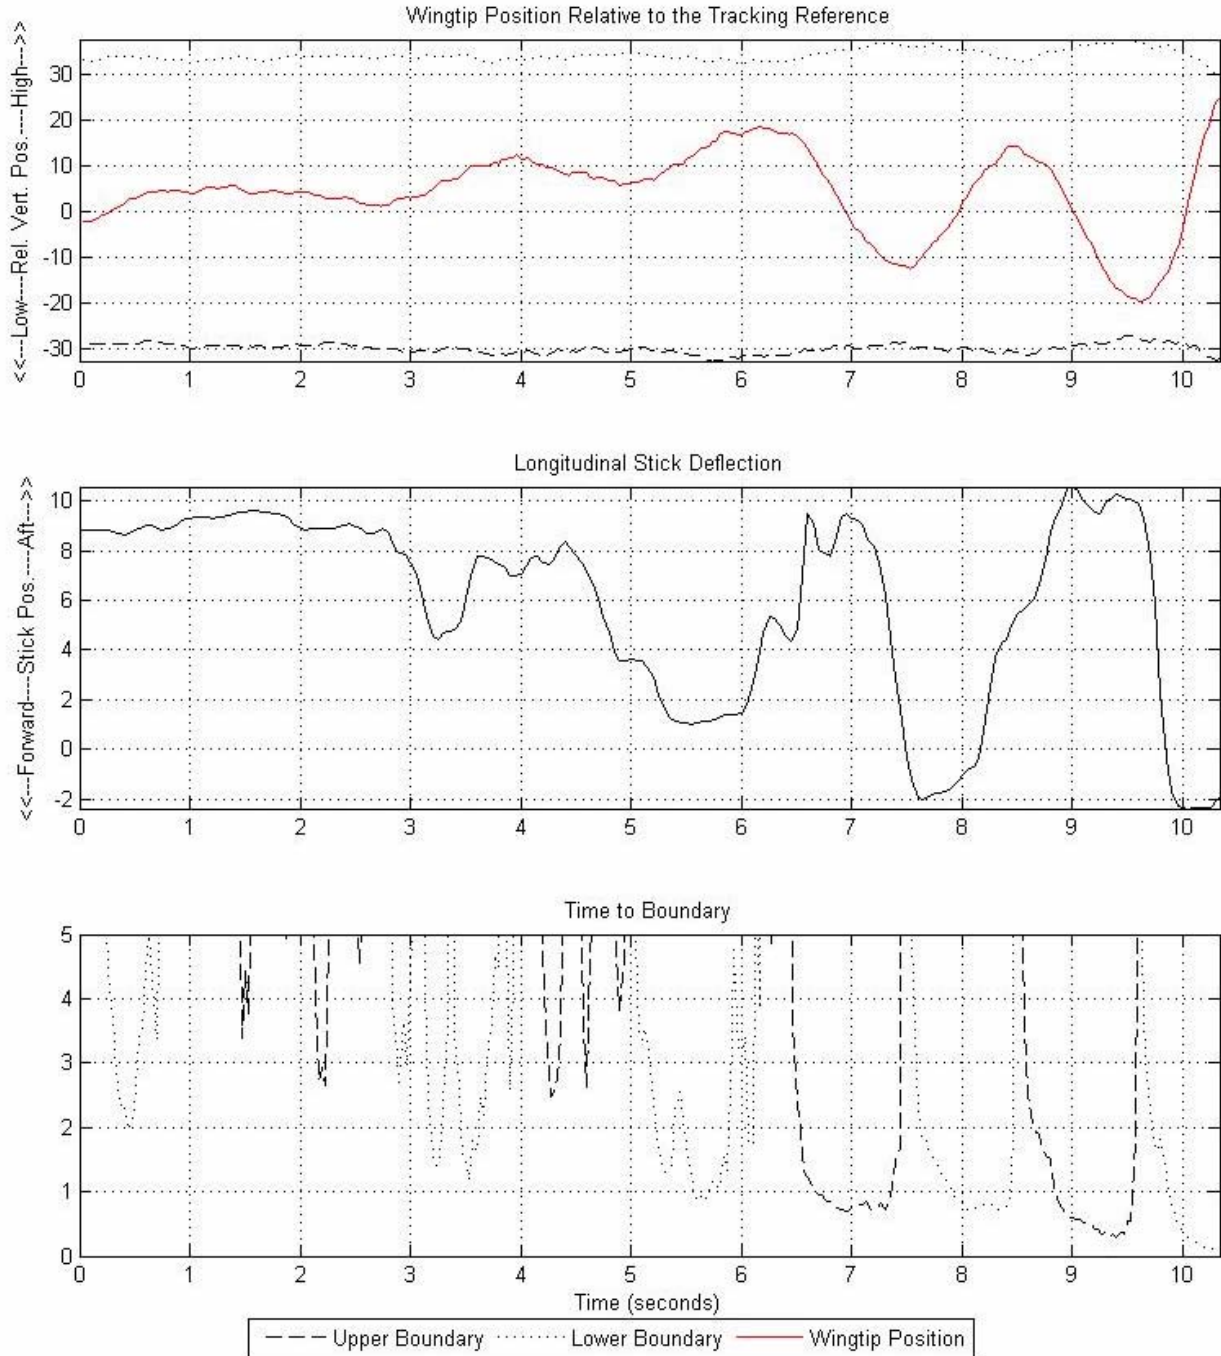 Wingtip Position Relative to the Tracking Reference
<<---Low---Rel. Vert. Pos.----High--->>
30
20
10
0
-10
-20
-30
0 1 2 3 4 5 6 7 8 9 10
Longitudinal Stick Deflection
<<---Forward---Stick Pos.----Aft--->>
10
8
6
4
2
0
-2
0 1 2 3 4 5 6 7 8 9 10
Time to Boundary
5
4
3
2
1
0
0 1 2 3 4 5 6 7 8 9 10
Time (seconds)
Upper Boundary Lower Boundary Wingtip Position